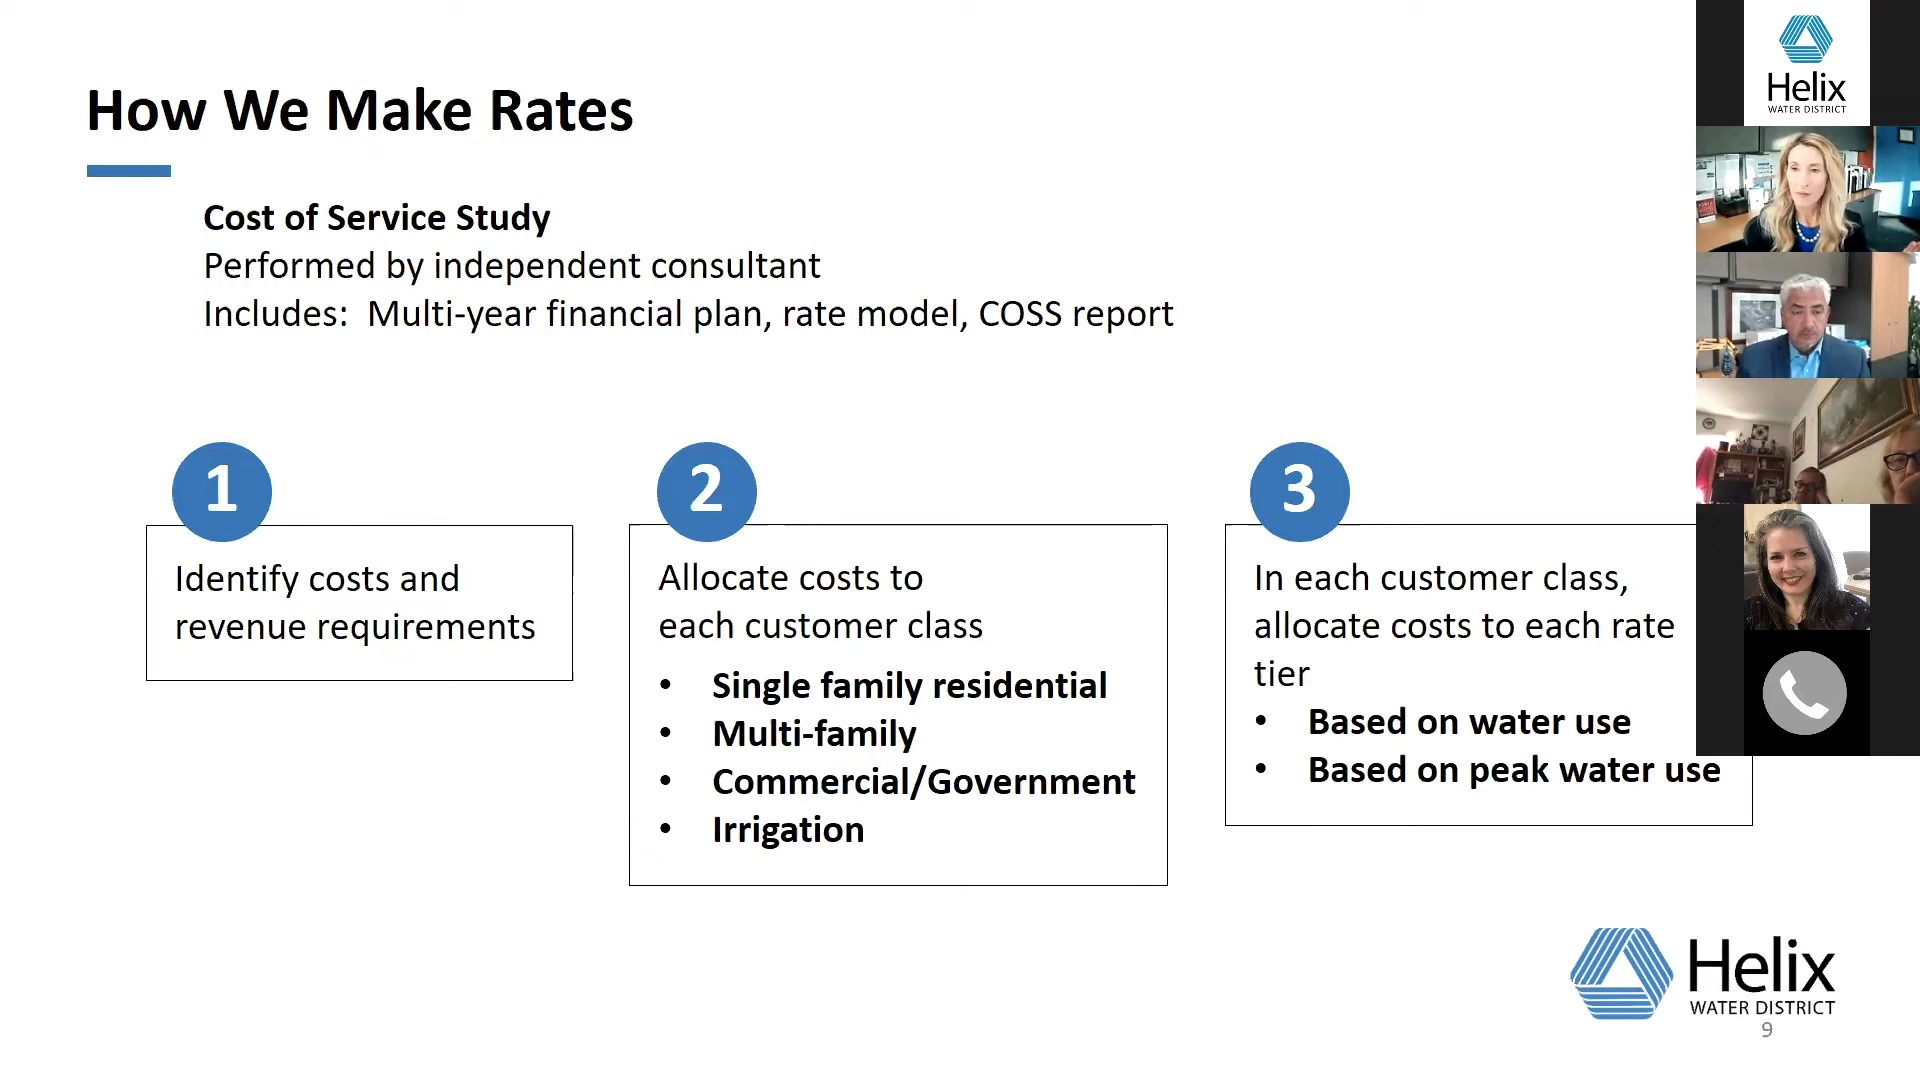 How We Make Rates
Cost of Service Study
Performed by independent consultant
Includes:  Multi-year financial plan, rate model, COSS report
1
Identify costs and
revenue requirements
2
Allocate costs to
each customer class
• Single family residential
• Multi-family
• Commercial/Government
• Irrigation
3
In each customer class,
allocate costs to each rate
tier
• Based on water use
• Based on peak water use
Helix
WATER DISTRICT
Helix
WATER DISTRICT
9